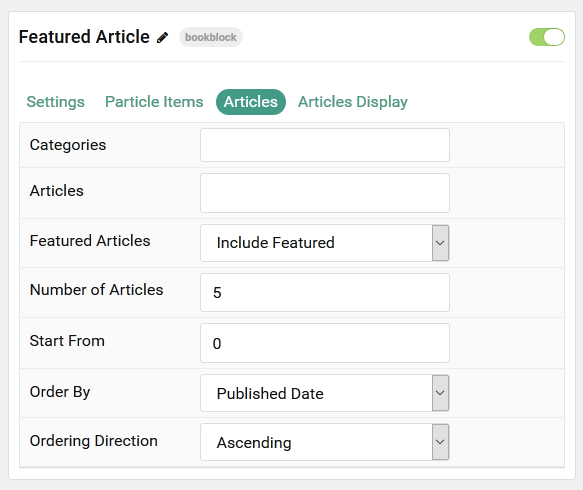 Featured Article bookblock
Settings Particle Items Articles Articles Display
Categories
Articles
Featured Articles Include Featured
Number of Articles 5
Start From 0
Order By Published Date
Ordering Direction Ascending